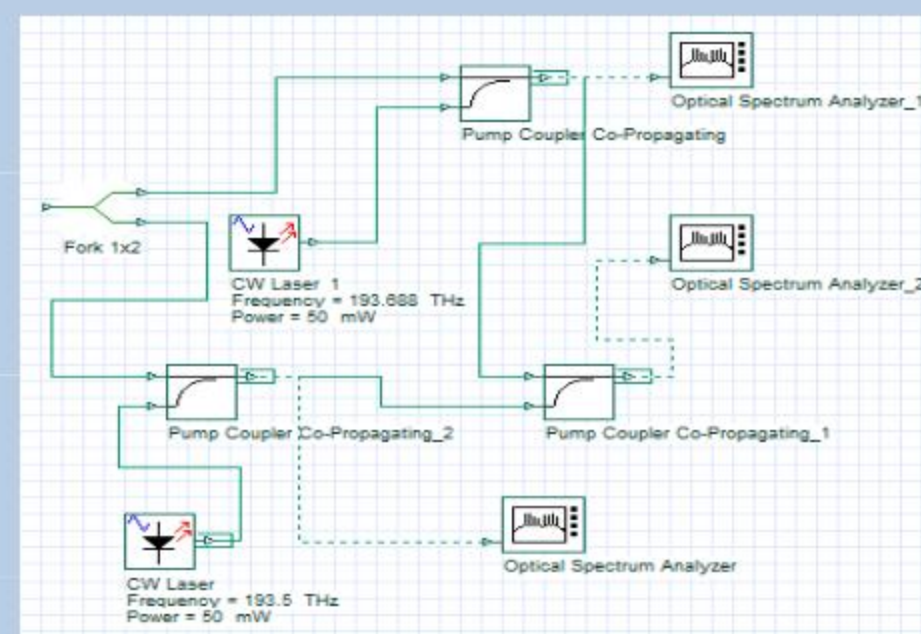 Optical Spectrum Analyzer_1
Pump Coupler Co-Propagating
Fork 1x2
CW Laser 1
Frequency = 193.688 THz
Power = 50 mW
Optical Spectrum Analyzer_2
Pump Coupler Co-Propagating_2
Pump Coupler Co-Propagating_1
Optical Spectrum Analyzer
CW Laser
Frequency = 193.5 THz
Power = 50 mW